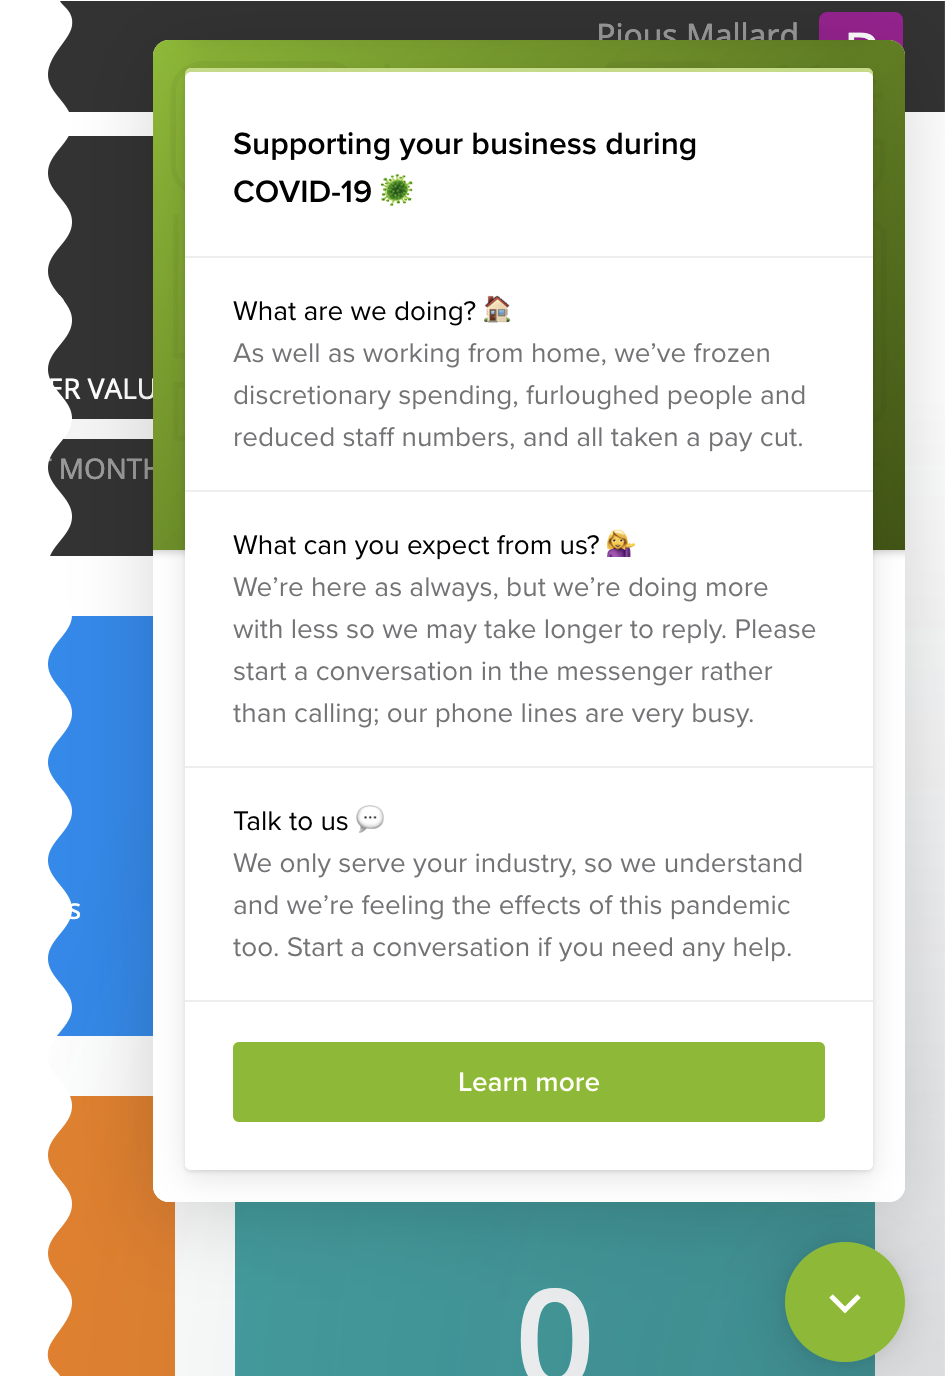 Pious Mallard
Supporting your business during
COVID-19
ER VALU
MONTH
What are we doing?
As well as working from home, we’ve frozen
discretionary spending, furloughed people and
reduced staff numbers, and all taken a pay cut.
What can you expect from us?
We’re here as always, but we’re doing more
with less so we may take longer to reply. Please
start a conversation in the messenger rather
than calling; our phone lines are very busy.
Talk to us
We only serve your industry, so we understand
and we’re feeling the effects of this pandemic
too. Start a conversation if you need any help.
s
Learn more
0